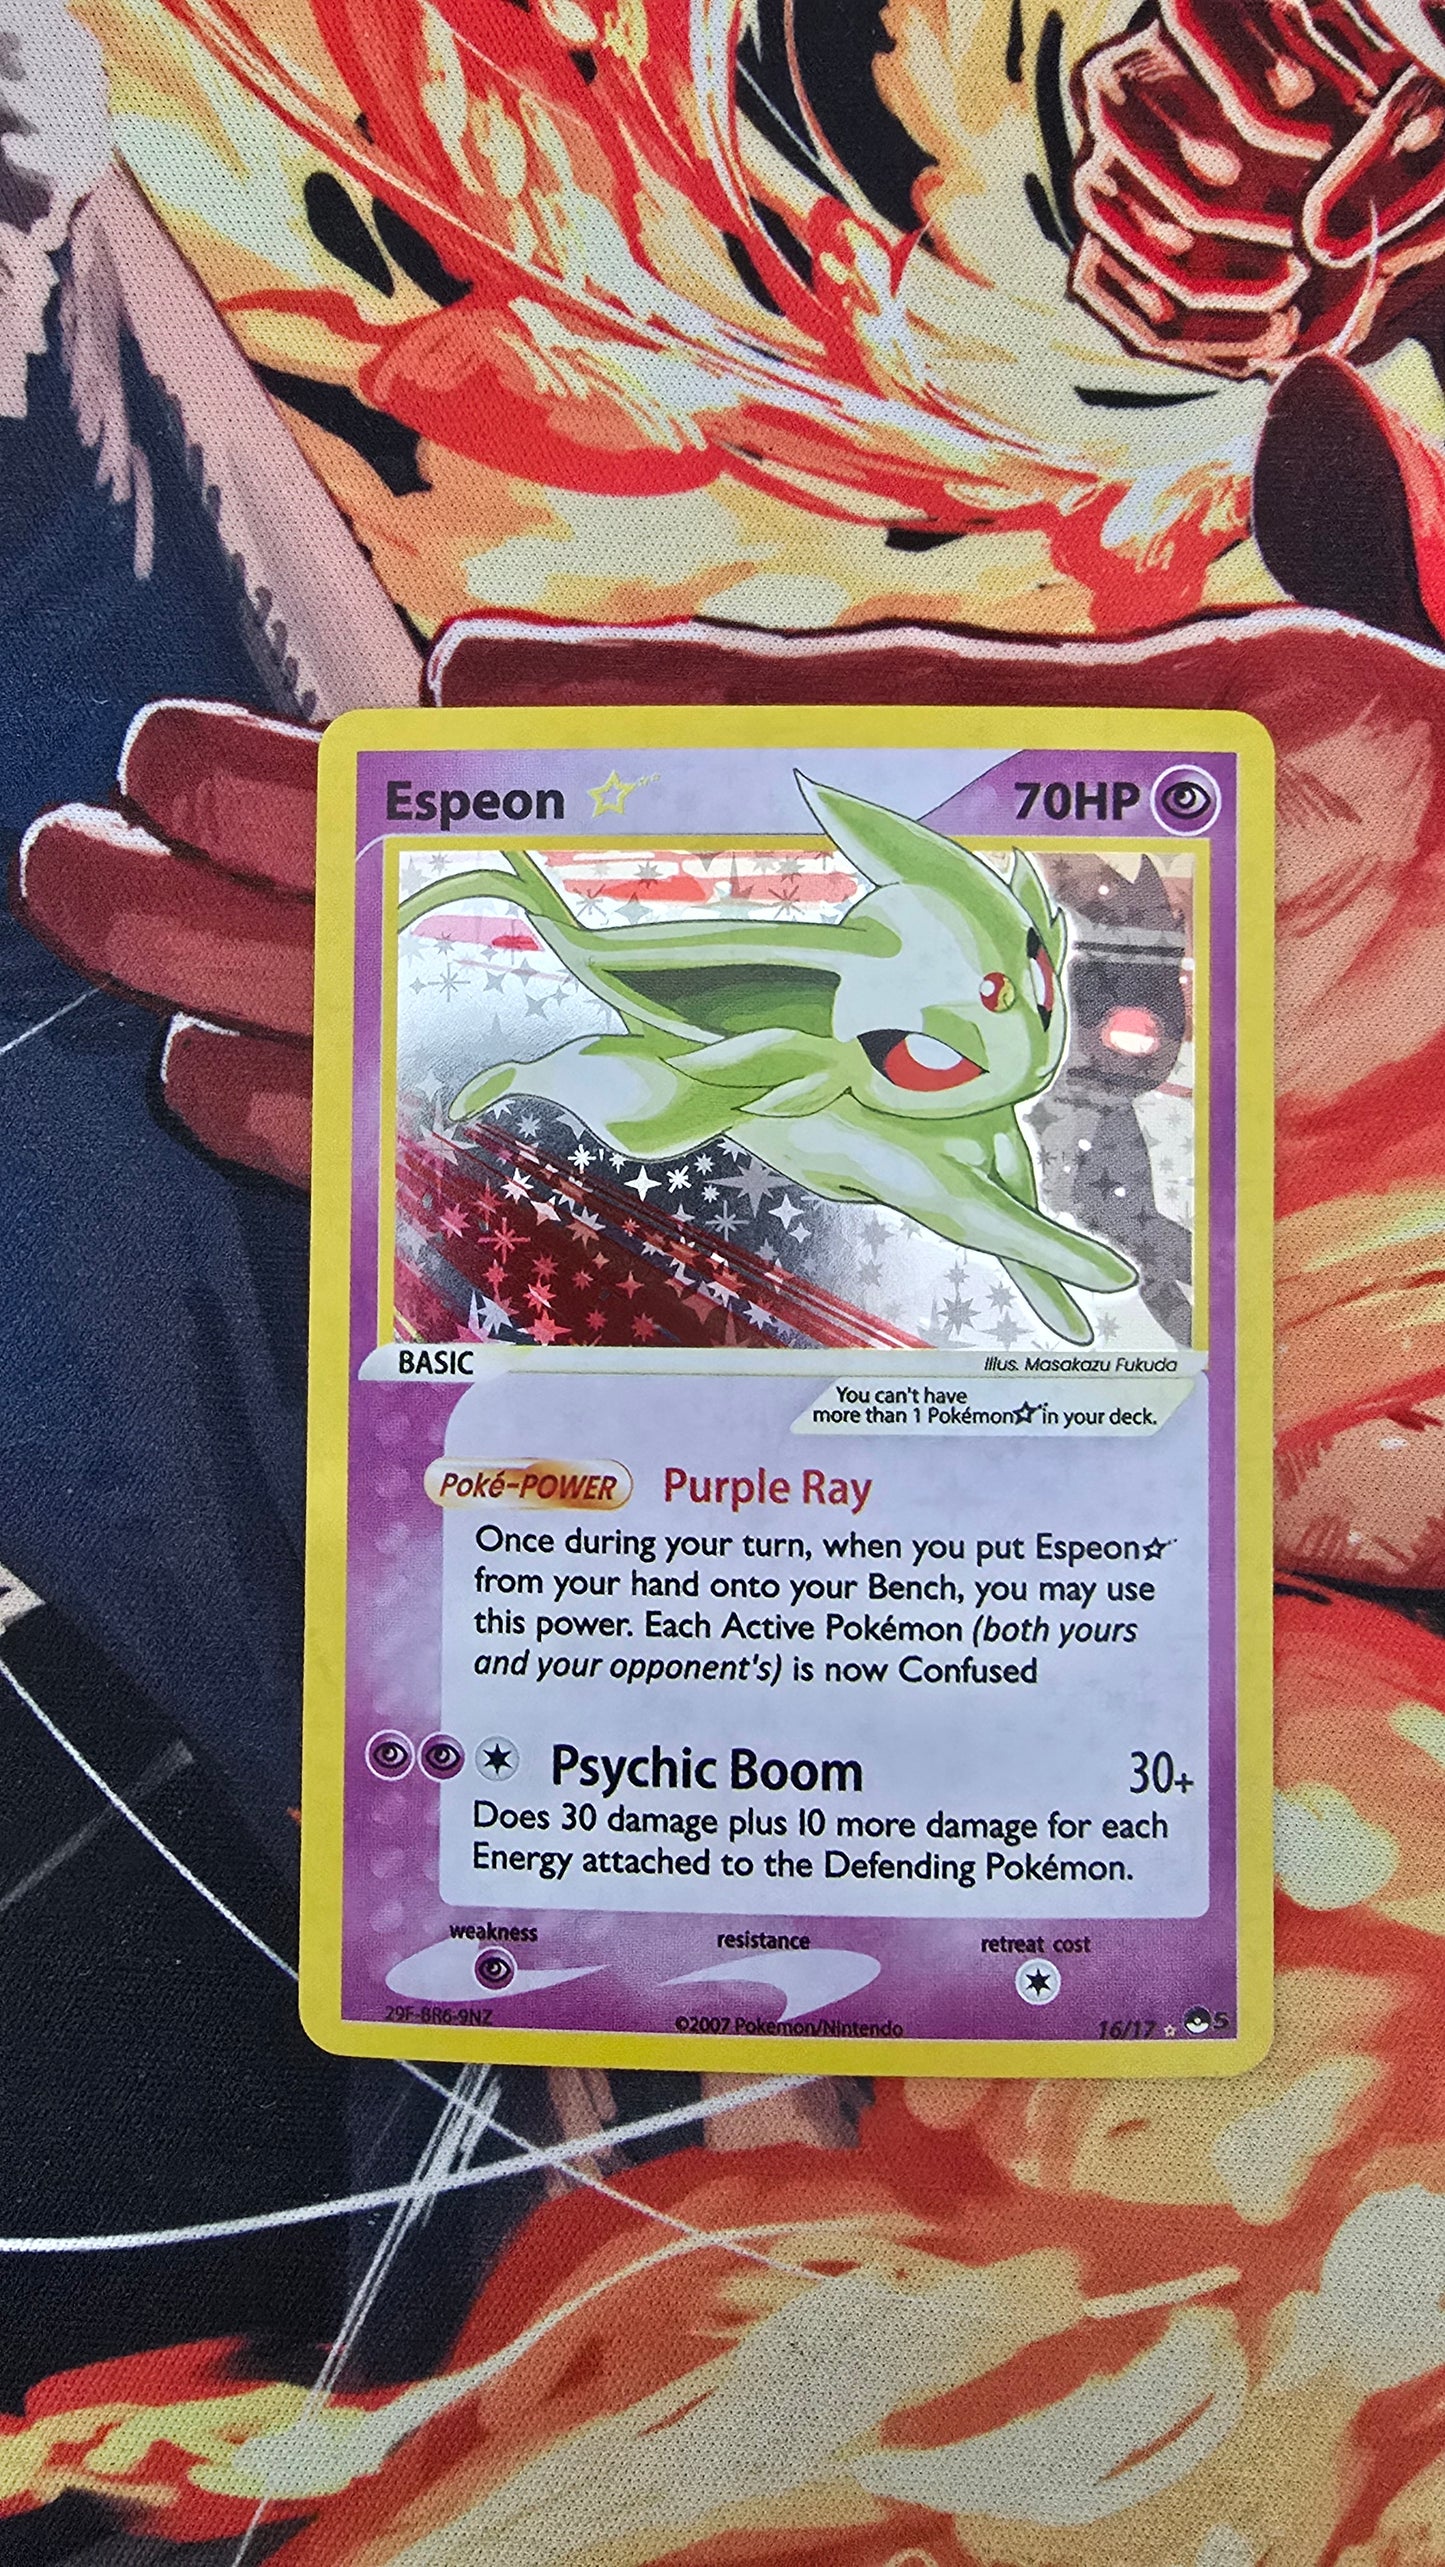 Espeon ☆ 70HP
BASIC
Illus. Masakazu Fukuda
You can't have
more than 1 Pokémon☆ in your deck.
Poké-POWER Purple Ray
Once during your turn, when you put Espeon☆
from your hand onto your Bench, you may use
this power. Each Active Pokémon (both yours
and your opponent's) is now Confused
Psychic Boom 30+
Does 30 damage plus 10 more damage for each
Energy attached to the Defending Pokémon.
weakness resistance retreat cost
29F-8R6-9NZ ©2007 Pokémon/Nintendo 16/17 ☆ 5